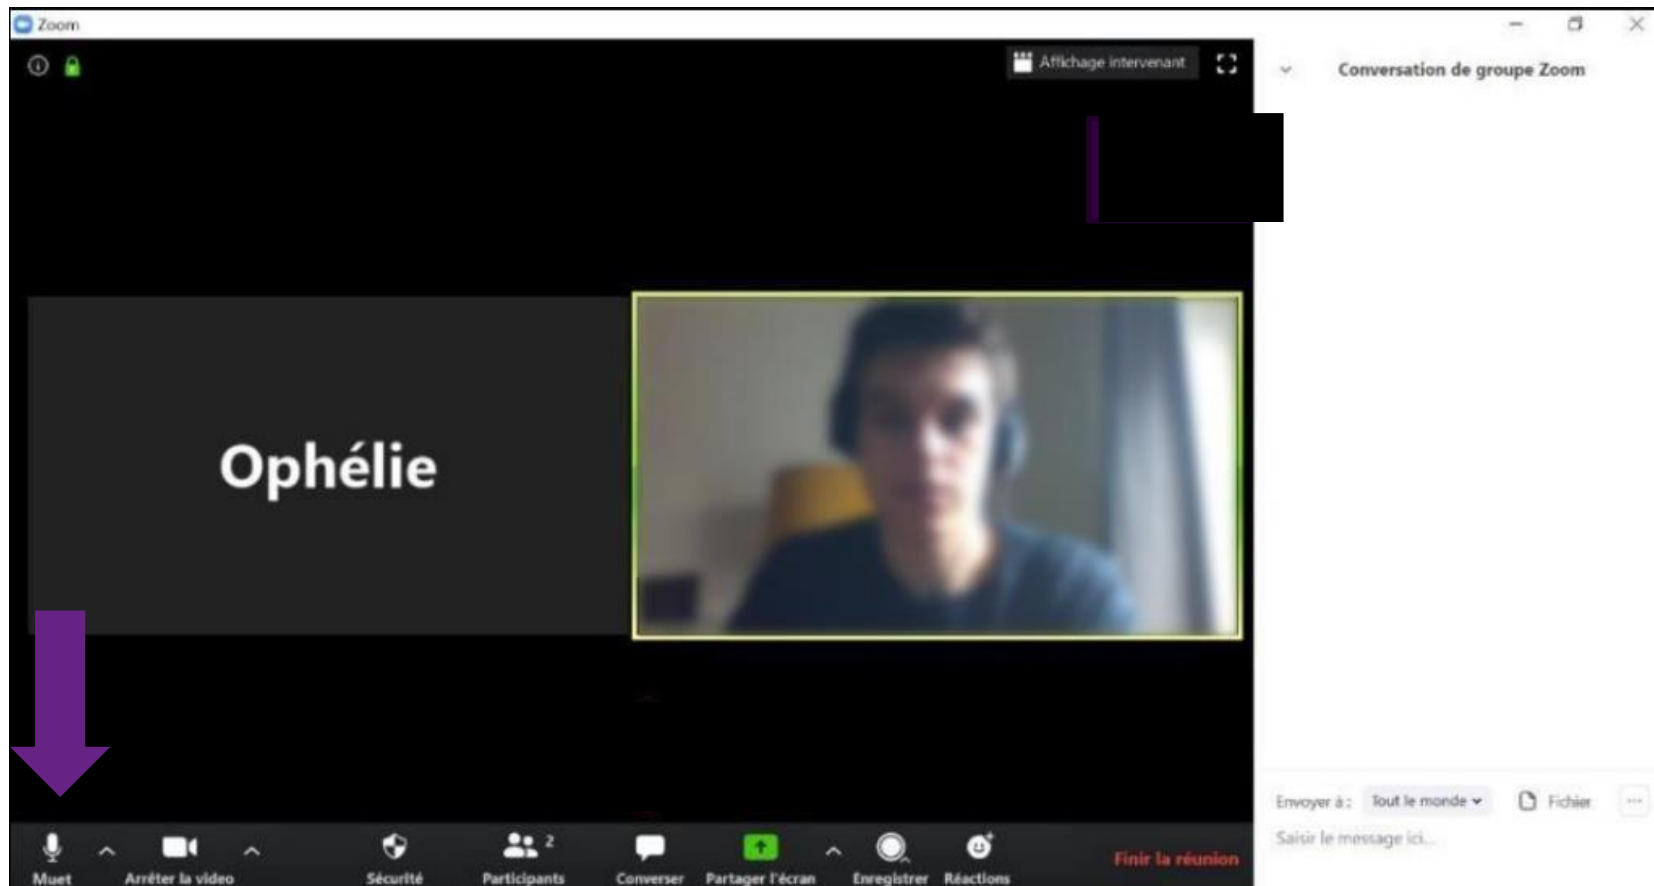 Zoom
Affichage intervenant
Conversation de groupe Zoom
Ophélie
Envoyer à : Tout le monde Fichier
Saisir le message ici...
2
Muet Arrêter la video Sécurité Participants Converser Partager l'écran Enregistrer Réactions Finir la réunion